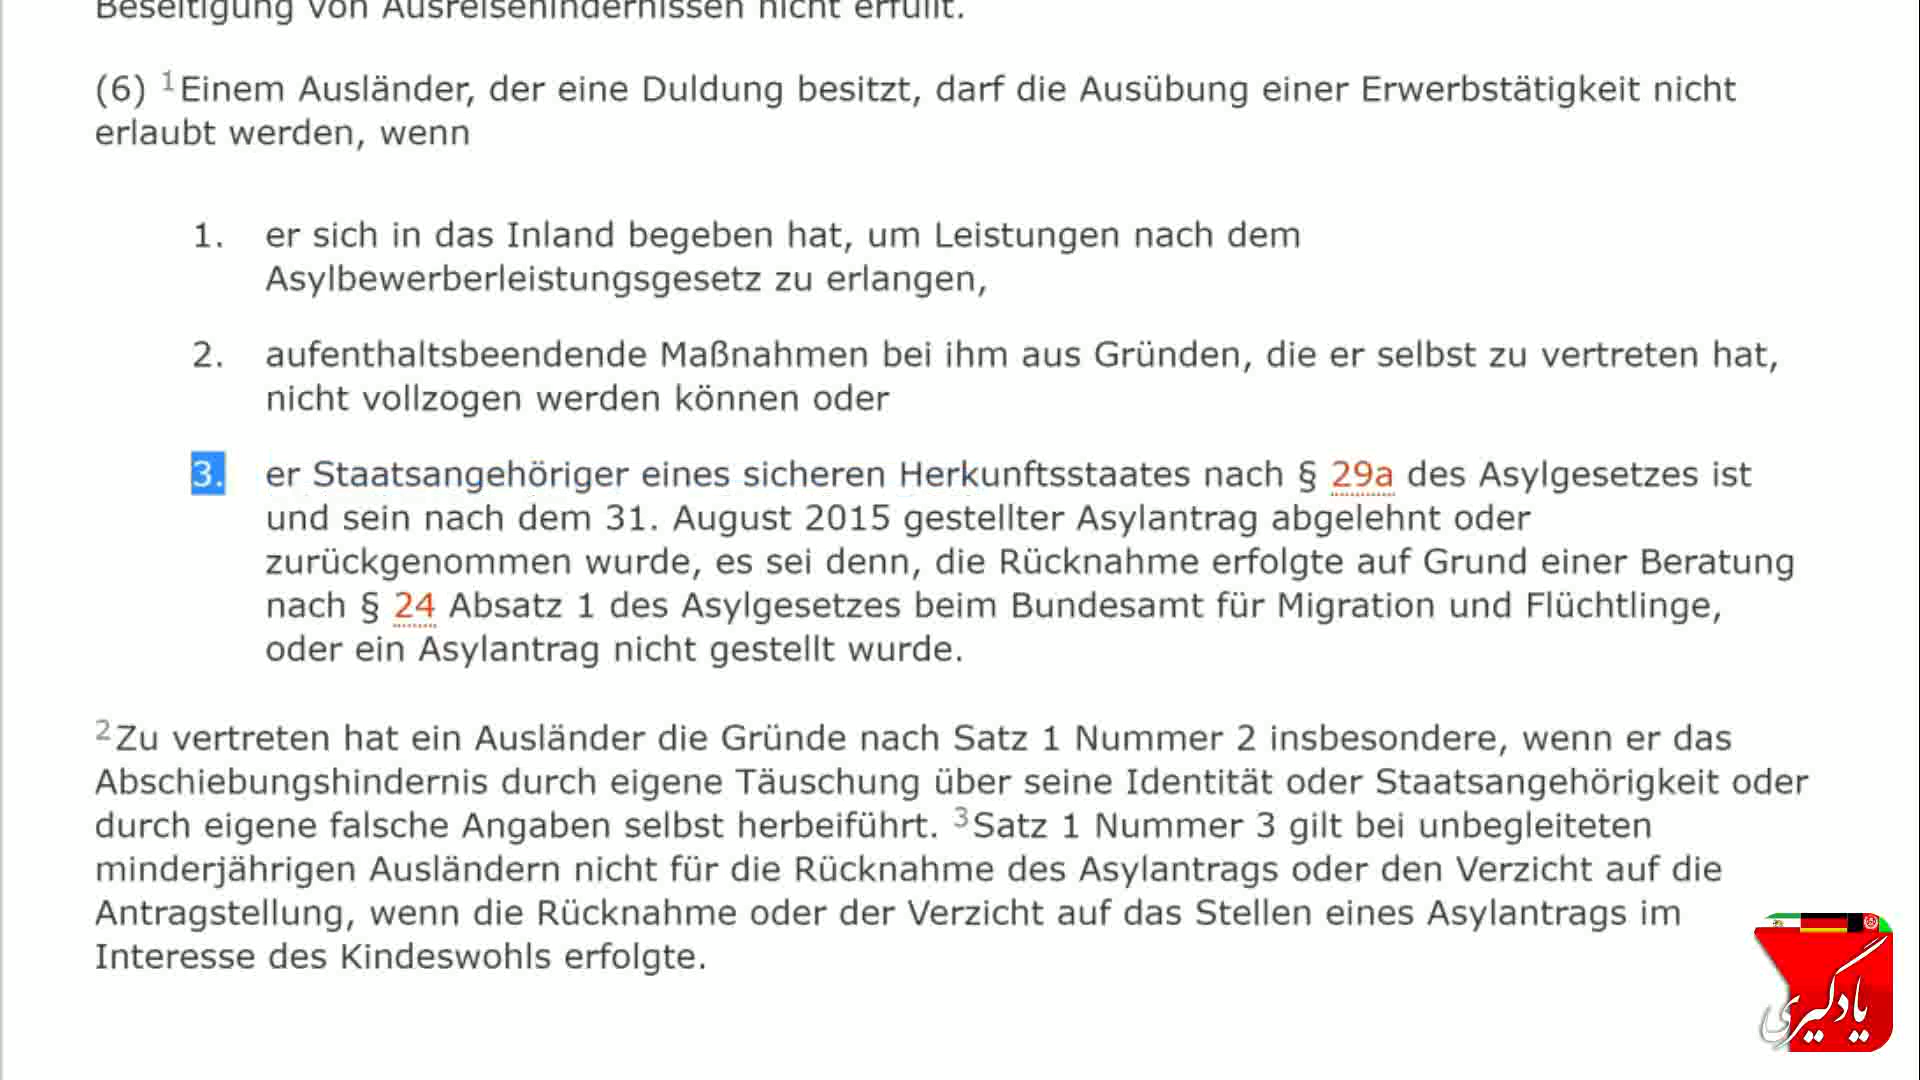 Beseitigung von Ausreisehindernissen nicht erfüllt.
(6) ¹Einem Ausländer, der eine Duldung besitzt, darf die Ausübung einer Erwerbstätigkeit nicht
erlaubt werden, wenn
1. er sich in das Inland begeben hat, um Leistungen nach dem
Asylbewerberleistungsgesetz zu erlangen,
2. aufenthaltsbeendende Maßnahmen bei ihm aus Gründen, die er selbst zu vertreten hat,
nicht vollzogen werden können oder
3. er Staatsangehöriger eines sicheren Herkunftsstaates nach § 29a des Asylgesetzes ist
und sein nach dem 31. August 2015 gestellter Asylantrag abgelehnt oder
zurückgenommen wurde, es sei denn, die Rücknahme erfolgte auf Grund einer Beratung
nach § 24 Absatz 1 des Asylgesetzes beim Bundesamt für Migration und Flüchtlinge,
oder ein Asylantrag nicht gestellt wurde.
²Zu vertreten hat ein Ausländer die Gründe nach Satz 1 Nummer 2 insbesondere, wenn er das
Abschiebungshindernis durch eigene Täuschung über seine Identität oder Staatsangehörigkeit oder
durch eigene falsche Angaben selbst herbeiführt. ³Satz 1 Nummer 3 gilt bei unbegleiteten
minderjährigen Ausländern nicht für die Rücknahme des Asylantrags oder den Verzicht auf die
Antragstellung, wenn die Rücknahme oder der Verzicht auf das Stellen eines Asylantrags im
Interesse des Kindeswohls erfolgte.
یادگیری